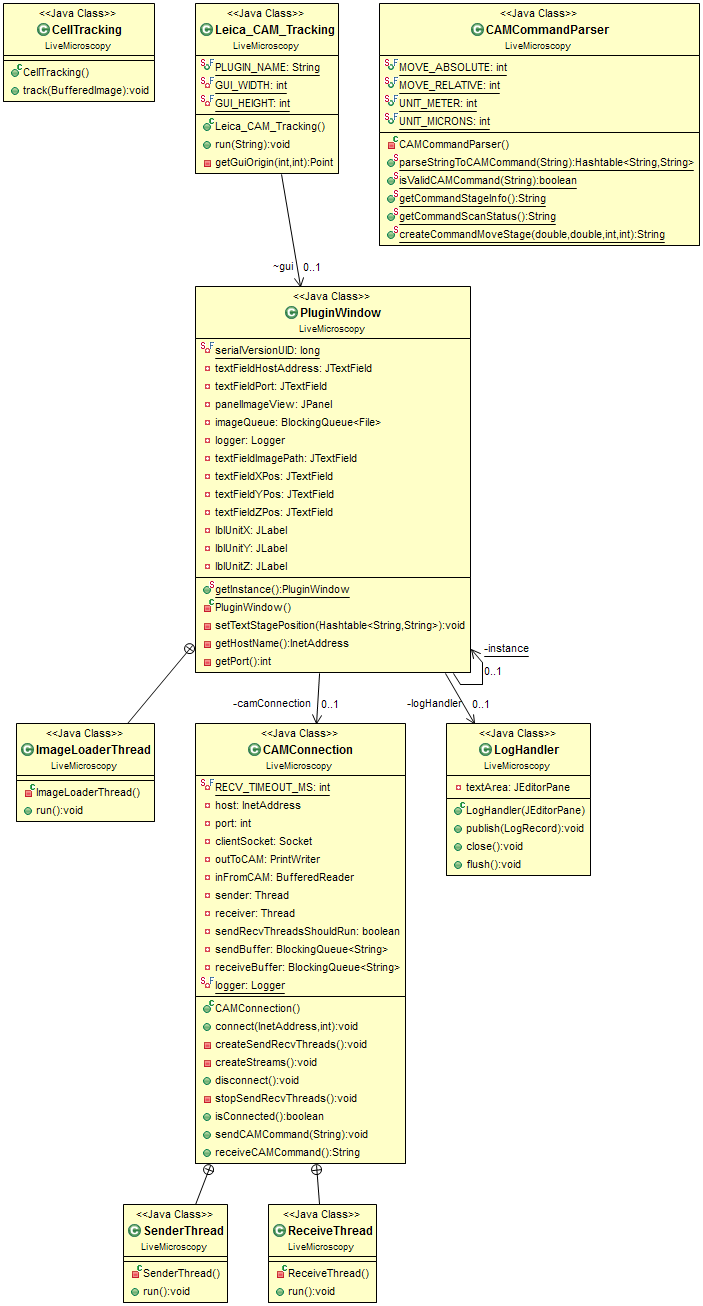 <<Java Class>>
CellTracking
LiveMicroscopy
CellTracking()
track(BufferedImage):void
<<Java Class>>
Leica_CAM_Tracking
LiveMicroscopy
PLUGIN_NAME: String
GUI_WIDTH: int
GUI_HEIGHT: int
Leica_CAM_Tracking()
run(String):void
getGuiOrigin(int,int):Point
<<Java Class>>
CAMCommandParser
LiveMicroscopy
MOVE_ABSOLUTE: int
MOVE_RELATIVE: int
UNIT_METER: int
UNIT_MICRONS: int
CAMCommandParser()
parseStringToCAMCommand(String):Hashtable<String,String>
isValidCAMCommand(String):boolean
getCommandStageInfo():String
getCommandScanStatus():String
createCommandMoveStage(double,double,int,int):String
~gui 0..1
<<Java Class>>
PluginWindow
LiveMicroscopy
serialVersionUID: long
textFieldHostAddress: JTextField
textFieldPort: JTextField
panelImageView: JPanel
imageQueue: BlockingQueue<File>
logger: Logger
textFieldImagePath: JTextField
textFieldXPos: JTextField
textFieldYPos: JTextField
textFieldZPos: JTextField
lblUnitX: JLabel
lblUnitY: JLabel
lblUnitZ: JLabel
getInstance():PluginWindow
PluginWindow()
setTextStagePosition(Hashtable<String,String>):void
getHostName():InetAddress
getPort():int
-instance
0..1
-camConnection 0..1
-logHandler 0..1
<<Java Class>>
ImageLoaderThread
LiveMicroscopy
ImageLoaderThread()
run():void
<<Java Class>>
CAMConnection
LiveMicroscopy
RECV_TIMEOUT_MS: int
host: InetAddress
port: int
clientSocket: Socket
outToCAM: PrintWriter
inFromCAM: BufferedReader
sender: Thread
receiver: Thread
sendRecvThreadsShouldRun: boolean
sendBuffer: BlockingQueue<String>
receiveBuffer: BlockingQueue<String>
logger: Logger
CAMConnection()
connect(InetAddress,int):void
createSendRecvThreads():void
createStreams():void
disconnect():void
stopSendRecvThreads():void
isConnected():boolean
sendCAMCommand(String):void
receiveCAMCommand():String
<<Java Class>>
LogHandler
LiveMicroscopy
textArea: JEditorPane
LogHandler(JEditorPane)
publish(LogRecord):void
close():void
flush():void
<<Java Class>>
SenderThread
LiveMicroscopy
SenderThread()
run():void
<<Java Class>>
ReceiveThread
LiveMicroscopy
ReceiveThread()
run():void